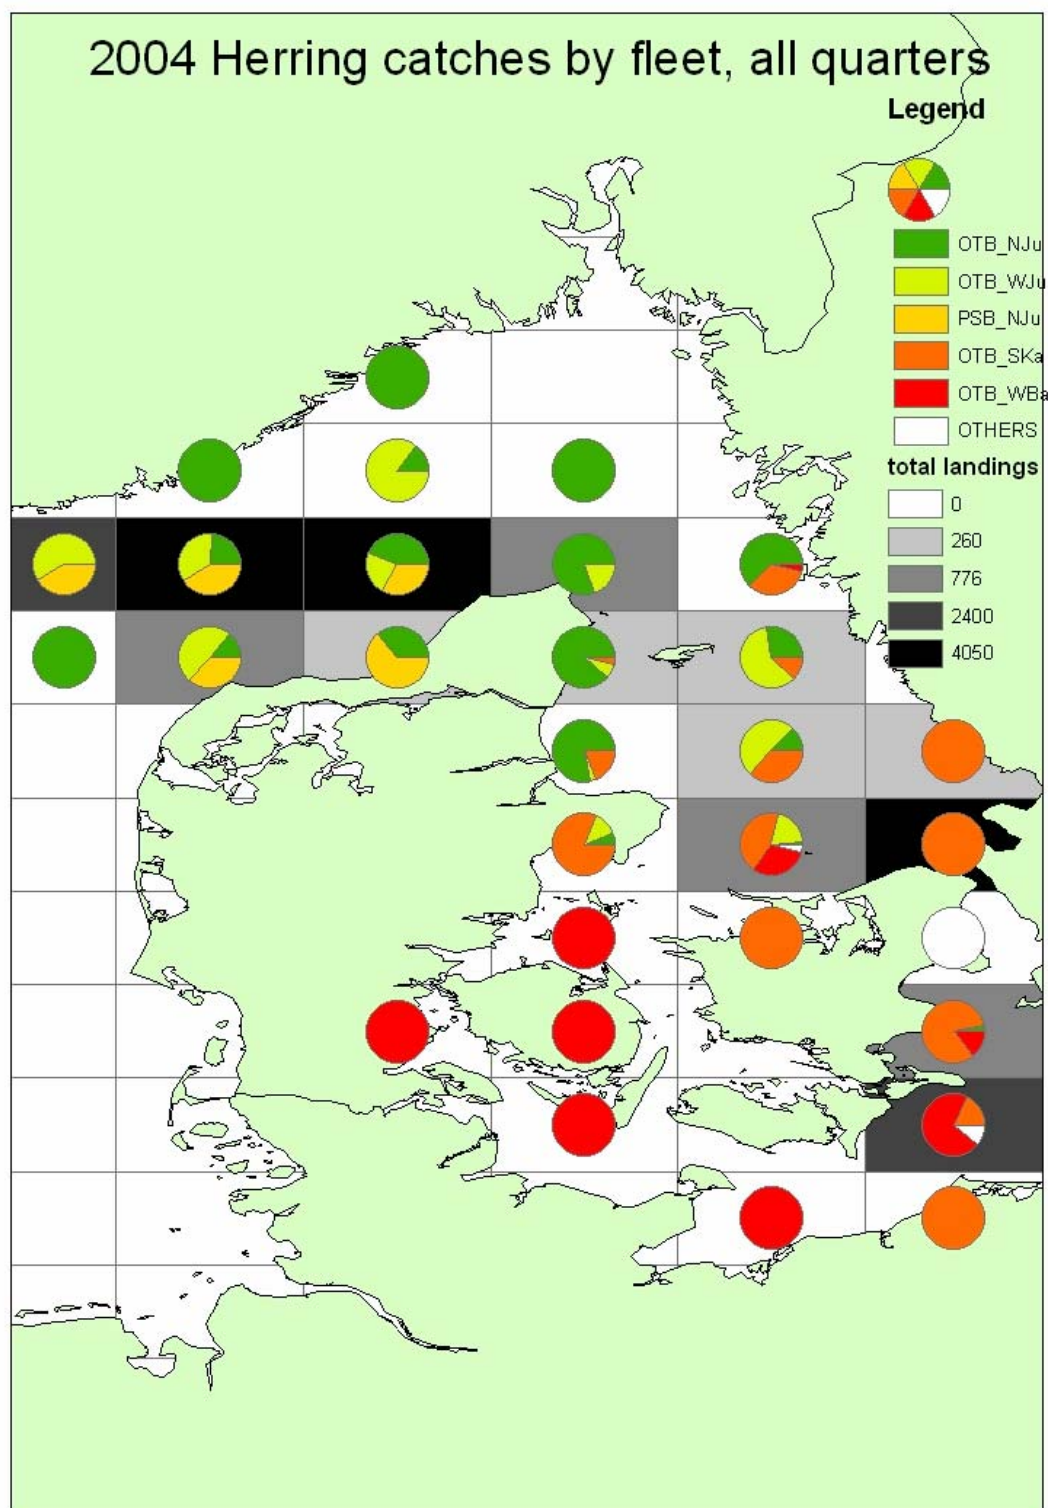 2004 Herring catches by fleet, all quarters
Legend
OTB_NJu
OTB_WJu
PSB_NJu
OTB_SKa
OTB_WBa
OTHERS
total landings
0
260
776
2400
4050